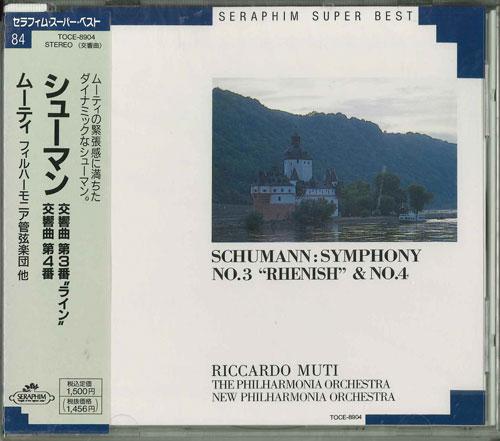 セラフィム・スーパー・ベスト
84
TOCE-8904
STEREO (交響曲)
ムーティの緊張感に満ちた
ダイナミックなシューマン。
シューマン
交響曲 第3番“ライン”
交響曲 第4番
ムーティ フィルハーモニア管弦楽団 他
SERAPHIM
税込定価
1,500円
(税抜価格)
1,456円
SERAPHIM SUPER BEST
SCHUMANN:SYMPHONY
NO.3 “RHENISH” & NO.4
RICCARDO MUTI
THE PHILHARMONIA ORCHESTRA
NEW PHILHARMONIA ORCHESTRA
TOCE-8904